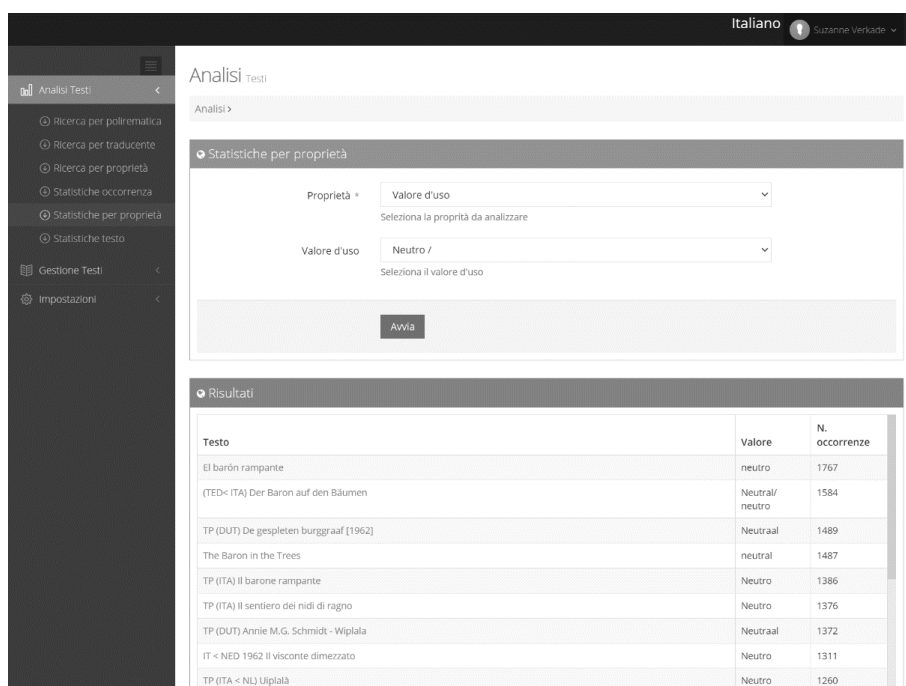 Italiano
Suzanne Verkade
Analisi Testi
Ricerca per polirematica
Ricerca per traducente
Ricerca per proprietà
Statistiche occorrenza
Statistiche per proprietà
Statistiche testo
Gestione Testi
Impostazioni
Analisi Testi
Analisi >
Statistiche per proprietà
Proprietà * Valore d'uso
Seleziona la proprità da analizzare
Valore d'uso Neutro /
Seleziona il valore d'uso
Avvia
Risultati
Testo Valore N. occorrenze
El barón rampante neutro 1767
(TED< ITA) Der Baron auf den Bäumen Neutral/ neutro 1584
TP (DUT) De gespleten burggraaf [1962] Neutraal 1489
The Baron in the Trees neutral 1487
TP (ITA) Il barone rampante Neutro 1386
TP (ITA) Il sentiero dei nidi di ragno Neutro 1376
TP (DUT) Annie M.G. Schmidt - Wiplala Neutraal 1372
IT < NED 1962 Il visconte dimezzato Neutro 1311
TP (ITA < NL) Uiplalà Neutro 1260